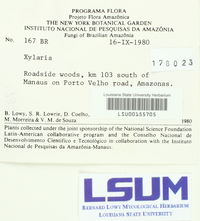 PROGRAMA FLORA
Projeto Flora Amazônica
THE NEW YORK BOTANICAL GARDEN
INSTITUTO NACIONAL DE PESQUISAS DA AMAZÔNIA
Fungi of Brazilian Amazônia
No. 167 BR 16-IX-1980
178023
Xylaria
Roadside woods, km 103 south of
Manaus on Porto Velho road, Amazonas.
Louisiana State University Herbarium
LSU00155705
B. Lowy, S. R. Lowrie, D. Coelho,
M. Morreira & V. M. de Souza
Plants collected under the joint sponsorship of the National Science Foundation
Latin-American collaborative program and the Conselho Nacional de
Desenvolvimento Científico e Tecnológico in collaboration with the Instituto
Nacional de Pesquisas da Amazônia-Manaus.
LSUM
BERNARD LOWY MYCOLOGICAL HERBARIUM
LOUISIANA STATE UNIVERSITY